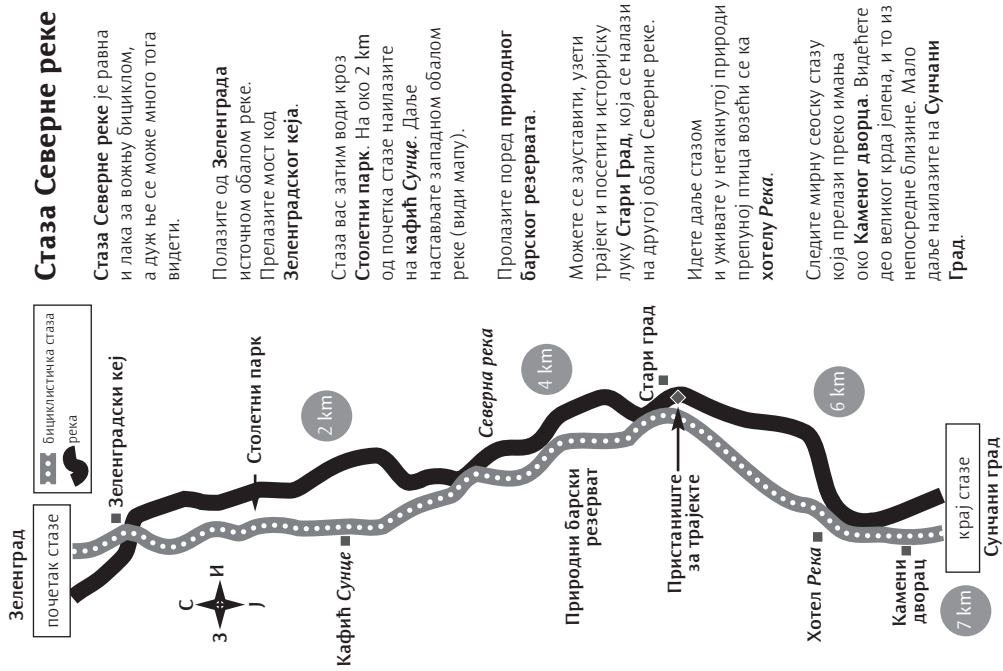 Стаза Северне реке
Стаза Северне реке је равна
и лака за вожњу бициклом,
а дуж ње се може много тога
видети.
Полазите од Зеленграда
источном обалом реке.
Прелазите мост код
Зеленградског кеја.
Стаза вас затим води кроз
Столетни парк. На око 2 km
од почетка стазе наилазите
на кафић Сунце. Даље
настављате западном обалом
реке (види мапу).
Пролазите поред природног
барског резервата.
Можете се зауставити, узети
трајект и посетити историјску
луку Стари Град, која се налази
на другој обали Северне реке.
Идете даље стазом
и уживате у нетакнутој природи
препуној птица возећи се ка
хотелу Река.
Следите мирну сеоску стазу
која прелази преко имања
око Каменог дворца. Видећете
део великог крда јелена, и то из
непосредне близине. Мало
даље наилазите на Сунчани
Град.
Зеленград
почетак стазе
бициклистичка стаза
река
Зеленградски кеј
С
З
И
Ј
Столетни парк
2 km
Кафић Сунце
Северна река
4 km
Природни барски
резерват
Стари град
Пристаниште
за трајекте
6 km
Хотел Река
Камени
дворац
7 km
крај стазе
Сунчани град